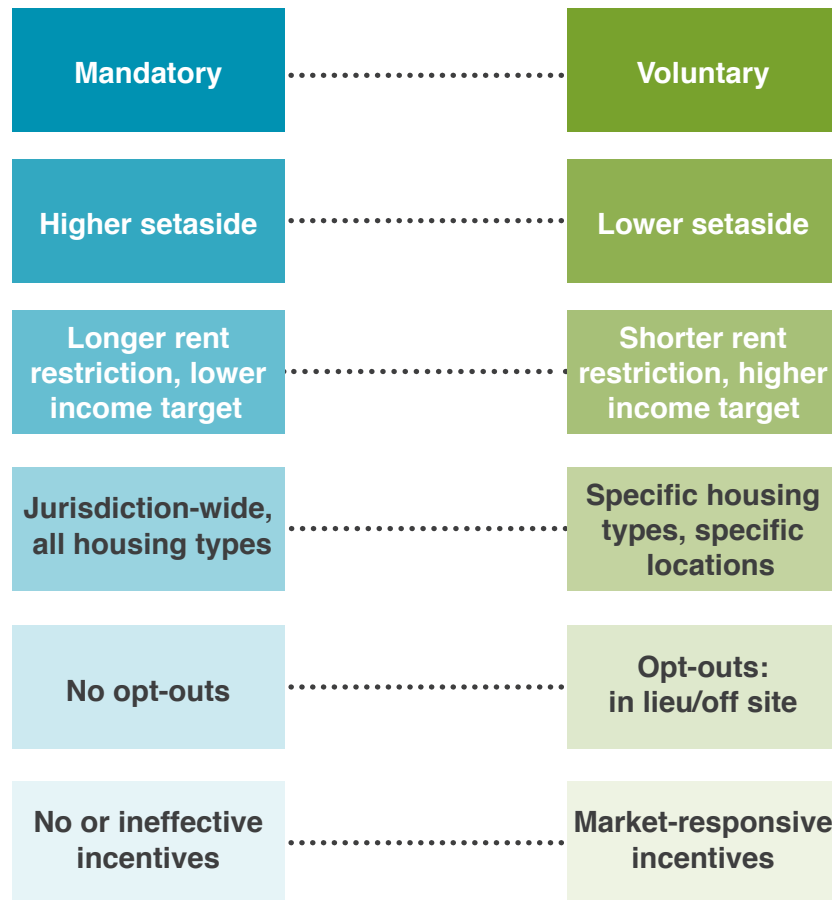 Mandatory
Voluntary
Higher setaside
Lower setaside
Longer rent
restriction, lower
income target
Shorter rent
restriction, higher
income target
Jurisdiction-wide,
all housing types
Specific housing
types, specific
locations
No opt-outs
Opt-outs:
in lieu/off site
No or ineffective
incentives
Market-responsive
incentives